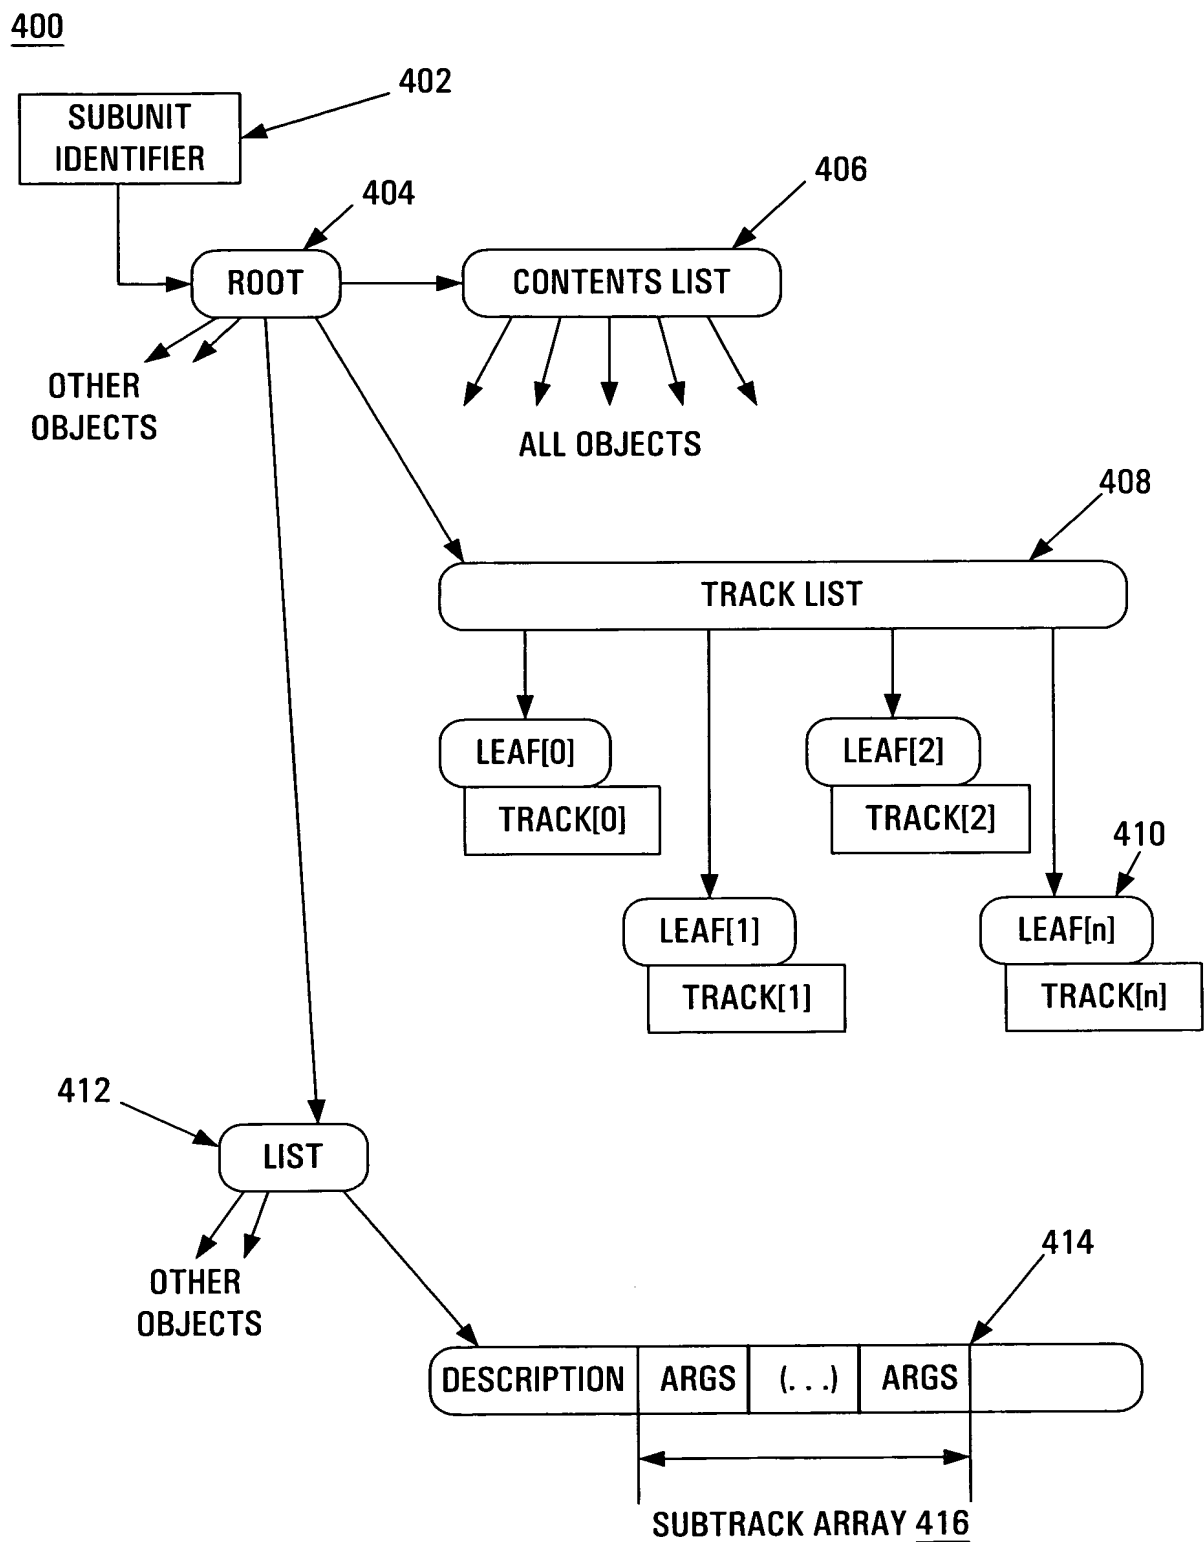 400
402
SUBUNIT
IDENTIFIER
406
404
ROOT
CONTENTS LIST
OTHER
OBJECTS
ALL OBJECTS
408
TRACK LIST
LEAF[0]
LEAF[2]
TRACK[0]
TRACK[2]
410
LEAF[1]
LEAF[n]
TRACK[1]
TRACK[n]
412
LIST
414
OTHER
OBJECTS
DESCRIPTION ARGS (...) ARGS
SUBTRACK ARRAY 416